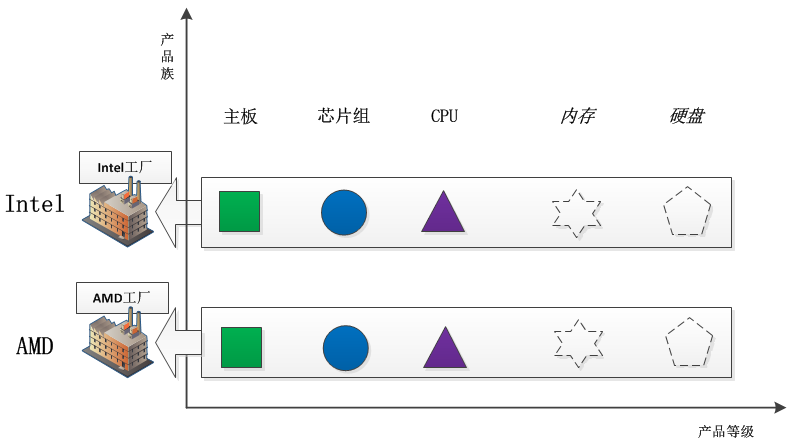 产品族
主板 芯片组 CPU 内存 硬盘
Intel工厂
Intel
AMD工厂
AMD
产品等级